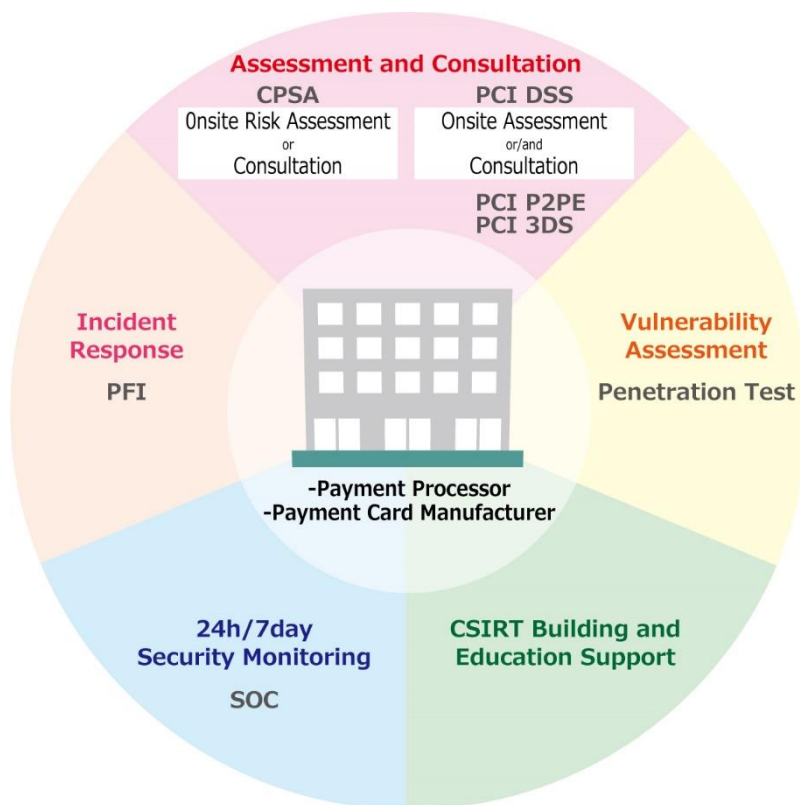 Assessment and Consultation
CPSA
0nsite Risk Assessment
or
Consultation
PCI DSS
Onsite Assessment
or/and
Consultation
PCI P2PE
PCI 3DS
Incident
Response
PFI
Vulnerability
Assessment
Penetration Test
-Payment Processor
-Payment Card Manufacturer
24h/7day
Security Monitoring
SOC
CSIRT Building and
Education Support